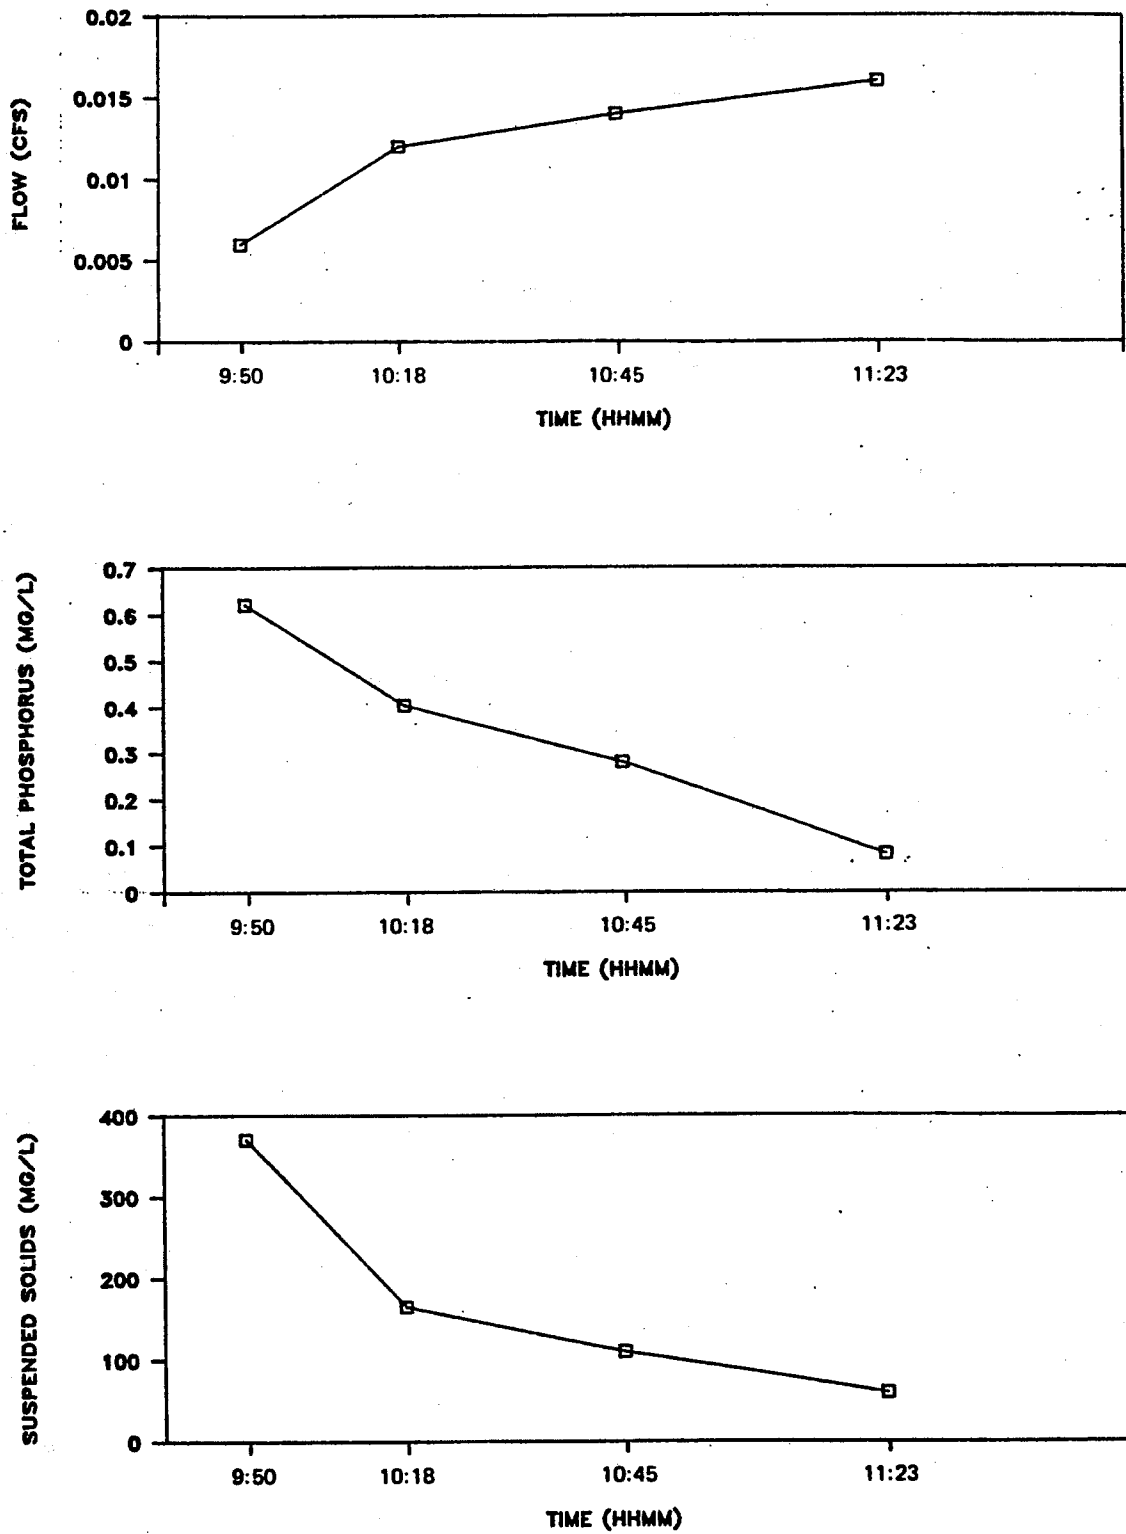 FLOW (CFS)
0.02
0.015
0.01
0.005
0
9:50 10:18 10:45 11:23
TIME (HHMM)
TOTAL PHOSPHORUS (MG/L)
0.7
0.6
0.5
0.4
0.3
0.2
0.1
0
9:50 10:18 10:45 11:23
TIME (HHMM)
SUSPENDED SOLIDS (MG/L)
400
300
200
100
0
9:50 10:18 10:45 11:23
TIME (HHMM)